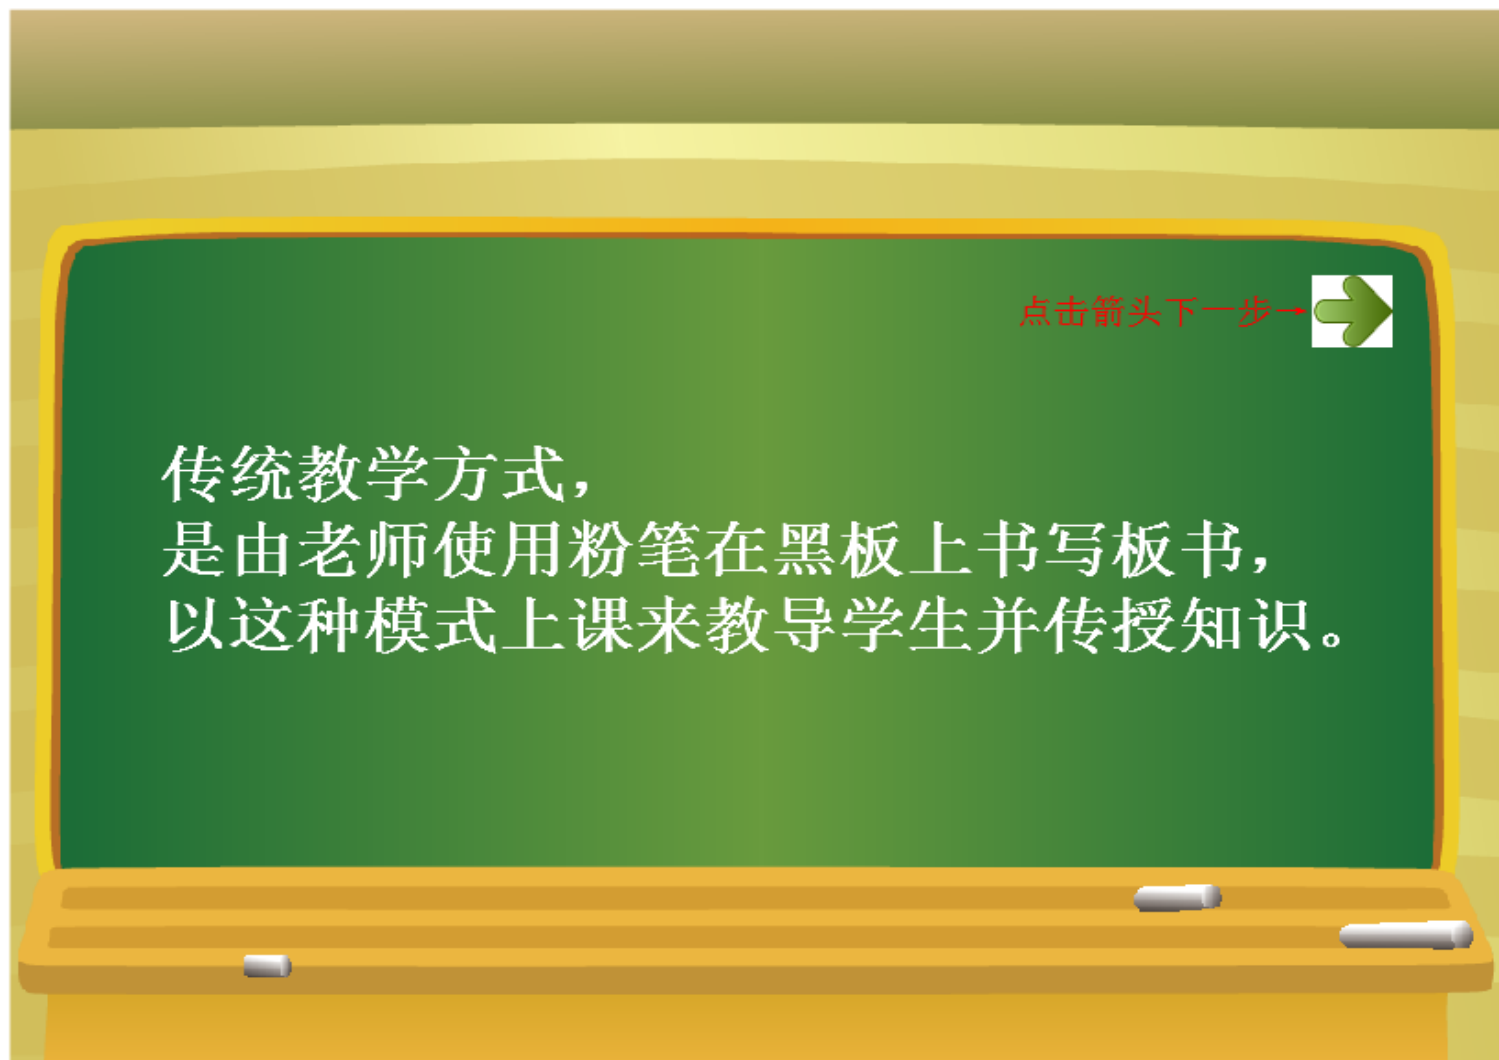 点击箭头下一步→
传统教学方式，
是由老师使用粉笔在黑板上书写板书，
以这种模式上课来教导学生并传授知识。